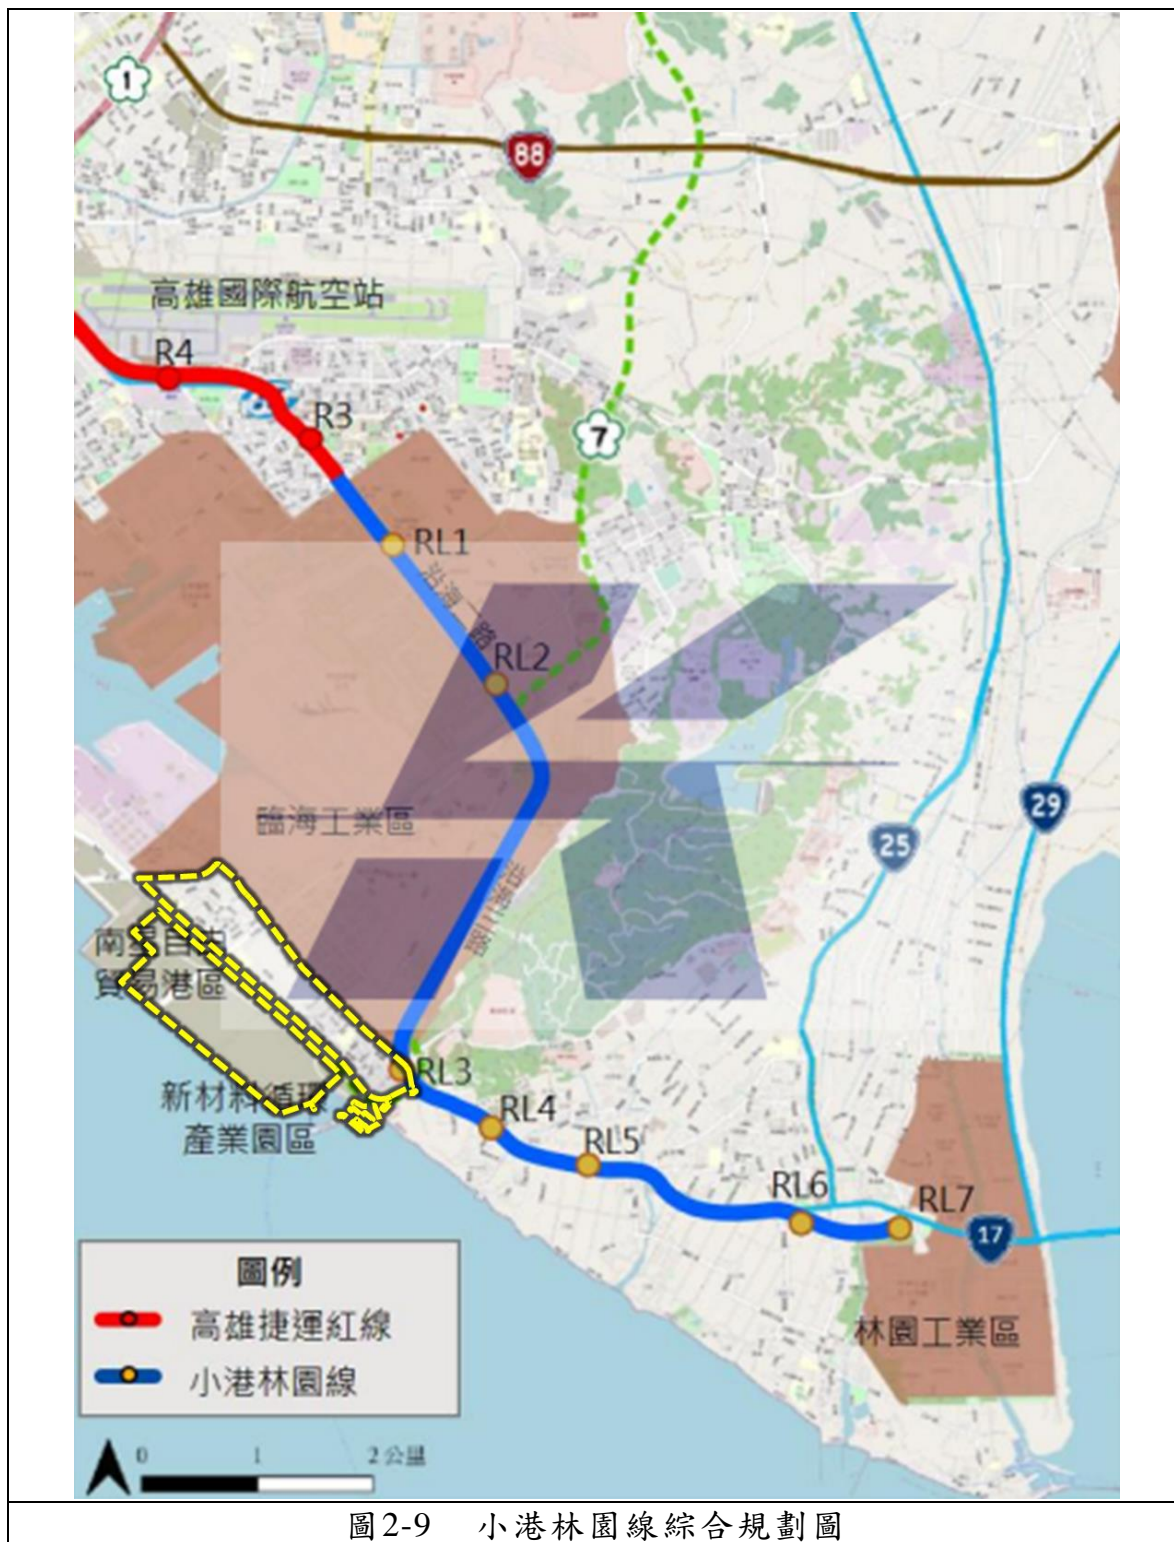 1
88
高雄國際航空站
R4
R3
7
RL1
沿海二路
RL2
29
臨海工業區
25
南星自由
貿易港區
RL3
新材料循環
產業園區
RL4
RL5
RL6
RL7
17
圖例
高雄捷運紅線
小港林園線
林園工業區
0 1 2公里
圖2-9 小港林園線綜合規劃圖